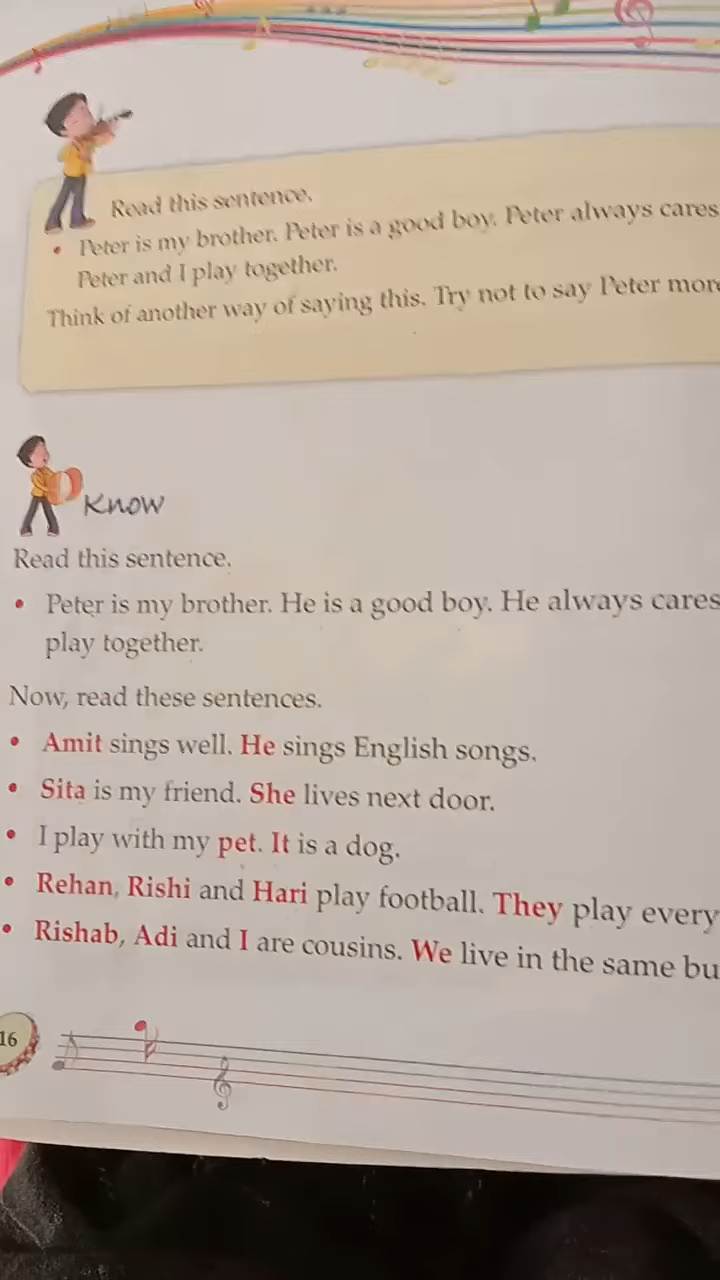 Read this sentence.
• Peter is my brother. Peter is a good boy. Peter always cares
Peter and I play together.
Think of another way of saying this. Try not to say Peter more
Know
Read this sentence.
• Peter is my brother. He is a good boy. He always cares
play together.
Now, read these sentences.
• Amit sings well. He sings English songs.
• Sita is my friend. She lives next door.
• I play with my pet. It is a dog.
• Rehan, Rishi and Hari play football. They play every
• Rishab, Adi and I are cousins. We live in the same bu
16